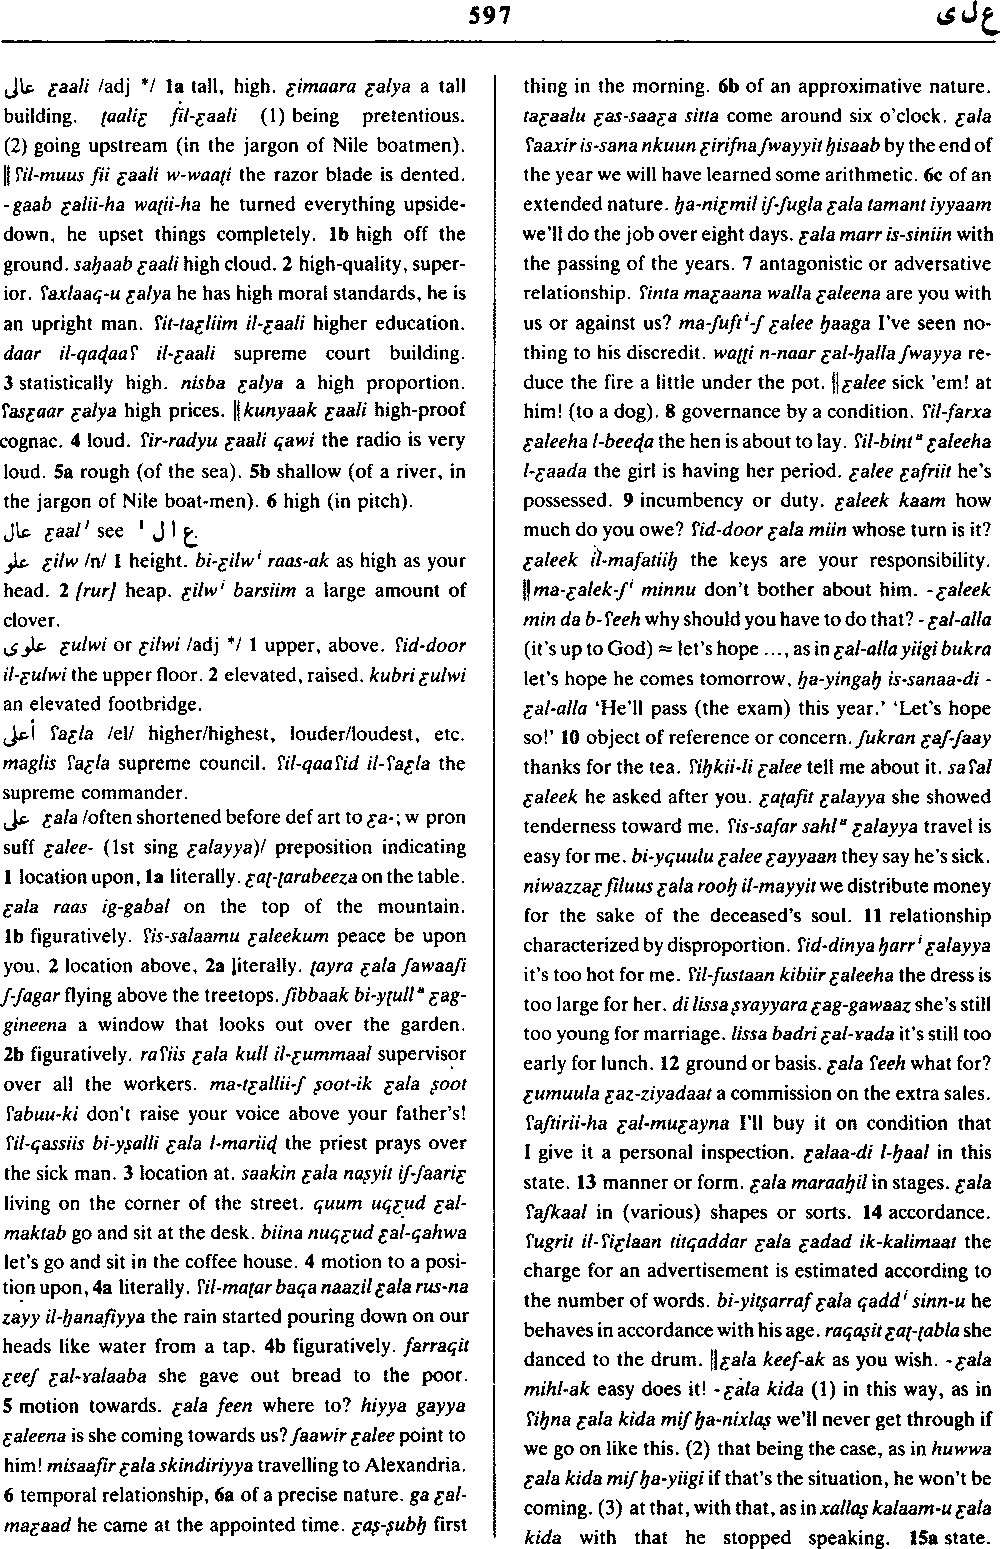 597
ع ل ى
عالي ɛaali /adj */ 1a tall, high. ɛimaara ɛalya a tall
building. ṭaaliɛ fil-ɛaali (1) being pretentious.
(2) going upstream (in the jargon of Nile boatmen).
‖ ʕil-muus fii ɛaali w-waaṭi the razor blade is dented.
-gaab ɛalii-ha waṭii-ha he turned everything upside-
down, he upset things completely. 1b high off the
ground. saḥaab ɛaali high cloud. 2 high-quality, super-
ior. ʕaxlaaq-u ɛalya he has high moral standards, he is
an upright man. ʕit-taɛliim il-ɛaali higher education.
daar il-qaḍaaʕ il-ɛaali supreme court building.
3 statistically high. nisba ɛalya a high proportion.
ʕasɛaar ɛalya high prices. ‖ kunyaak ɛaali high-proof
cognac. 4 loud. ʕir-radyu ɛaali qawi the radio is very
loud. 5a rough (of the sea). 5b shallow (of a river, in
the jargon of Nile boat-men). 6 high (in pitch).
عال ɛaal¹ see ع ا ل ¹
علو ɛilw /n/ 1 height. bi-ɛilwⁱ raas-ak as high as your
head. 2 [rur] heap. ɛilwⁱ barsiim a large amount of
clover.
علوى ɛulwi or ɛilwi /adj */ 1 upper, above. ʕid-door
il-ɛulwi the upper floor. 2 elevated, raised. kubri ɛulwi
an elevated footbridge.
أعلى ʕaɛla /el/ higher/highest, louder/loudest, etc.
maglis ʕaɛla supreme council. ʕil-qaaʕid il-ʕaɛla the
supreme commander.
على ɛala /often shortened before def art to ɛa-; w pron
suff ɛalee- (1st sing ɛalayya)/ preposition indicating
1 location upon, 1a literally. ɛaṭ-ṭarabeeza on the table.
ɛala raas ig-gabal on the top of the mountain.
1b figuratively. ʕis-salaamu ɛaleekum peace be upon
you. 2 location above, 2a literally. ṭayra ɛala ʃawaaʃi
ʃ-ʃagar flying above the treetops. ʃibbaak bi-yṭullᵃ ɛag-
gineena a window that looks out over the garden.
2b figuratively. raʕiis ɛala kull il-ɛummaal supervisor
over all the workers. ma-tɛallii-ʃ ṣoot-ik ɛala ṣoot
ʕabuu-ki don't raise your voice above your father's!
ʕil-qassiis bi-yṣalli ɛala l-mariiḍ the priest prays over
the sick man. 3 location at. saakin ɛala naṣyit iʃ-ʃaariɛ
living on the corner of the street. quum uqɛud ɛal-
maktab go and sit at the desk. biina nuqɛud ɛal-qahwa
let's go and sit in the coffee house. 4 motion to a posi-
tion upon, 4a literally. ʕil-maṭar baqa naazil ɛala rus-na
zayy il-ḥanafiyya the rain started pouring down on our
heads like water from a tap. 4b figuratively. farraqit
ɛeeʃ ɛal-ɤalaaba she gave out bread to the poor.
5 motion towards. ɛala feen where to? hiyya gayya
ɛaleena is she coming towards us? ʃaawir ɛalee point to
him! misaafir ɛala skindiriyya travelling to Alexandria.
6 temporal relationship, 6a of a precise nature. ga ɛal-
maɛaad he came at the appointed time. ɛaṣ-ṣubḥ first
thing in the morning. 6b of an approximative nature.
taɛaalu ɛas-saaɛa sitta come around six o'clock. ɛala
ʕaaxir is-sana nkuun ɛirifna ʃwayyit ḥisaab by the end of
the year we will have learned some arithmetic. 6c of an
extended nature. ḥa-niɛmil iʃ-ʃugla ɛala tamant iyyaam
we'll do the job over eight days. ɛala marr is-siniin with
the passing of the years. 7 antagonistic or adversative
relationship. ʕinta maɛaana walla ɛaleena are you with
us or against us? ma-ʃuftⁱ-ʃ ɛalee ḥaaga I've seen no-
thing to his discredit. waṭṭi n-naar ɛal-ḥalla ʃwayya re-
duce the fire a little under the pot. ‖ ɛalee sick 'em! at
him! (to a dog). 8 governance by a condition. ʕil-farxa
ɛaleeha l-beeḍa the hen is about to lay. ʕil-bintᵃ ɛaleeha
l-ɛaada the girl is having her period. ɛalee ɛafriit he's
possessed. 9 incumbency or duty. ɛaleek kaam how
much do you owe? ʕid-door ɛala miin whose turn is it?
ɛaleek il-mafatiiḥ the keys are your responsibility.
‖ ma-ɛalek-ʃⁱ minnu don't bother about him. -ɛaleek
min da b-ʕeeh why should you have to do that? -ɛal-alla
(it's up to God) ≈ let's hope ..., as in ɛal-alla yiigi bukra
let's hope he comes tomorrow, ḥa-yingaḥ is-sanaa-di -
ɛal-alla 'He'll pass (the exam) this year.' 'Let's hope
so!' 10 object of reference or concern. ʃukran ɛaʃ-ʃaay
thanks for the tea. ʕiḥkii-li ɛalee tell me about it. saʕal
ɛaleek he asked after you. ɛaṭafit ɛalayya she showed
tenderness toward me. ʕis-safar sahlᵃ ɛalayya travel is
easy for me. bi-yquulu ɛalee ɛayyaan they say he's sick.
niwazzaɛ filuus ɛala rooḥ il-mayyit we distribute money
for the sake of the deceased's soul. 11 relationship
characterized by disproportion. ʕid-dinya ḥarrⁱ ɛalayya
it's too hot for me. ʕil-fustaan kibiir ɛaleeha the dress is
too large for her. di lissa ṣɤayyara ɛag-gawaaz she's still
too young for marriage. lissa badri ɛal-ɤada it's still too
early for lunch. 12 ground or basis. ɛala ʕeeh what for?
ɛumuula ɛaz-ziyadaat a commission on the extra sales.
ʕaʃtirii-ha ɛal-muɛayna I'll buy it on condition that
I give it a personal inspection. ɛalaa-di l-ḥaal in this
state. 13 manner or form. ɛala maraaḥil in stages. ɛala
ʕaʃkaal in (various) shapes or sorts. 14 accordance.
ʕugrit il-ʕiɛlaan titqaddar ɛala ɛadad ik-kalimaat the
charge for an advertisement is estimated according to
the number of words. bi-yitṣarraf ɛala qaddⁱ sinn-u he
behaves in accordance with his age. raqaṣit ɛaṭ-ṭabla she
danced to the drum. ‖ ɛala keef-ak as you wish. -ɛala
mihl-ak easy does it! -ɛala kida (1) in this way, as in
ʕiḥna ɛala kida miʃ ḥa-nixlaṣ we'll never get through if
we go on like this. (2) that being the case, as in huwwa
ɛala kida miʃ ḥa-yiigi if that's the situation, he won't be
coming. (3) at that, with that, as in xallaṣ kalaam-u ɛala
kida with that he stopped speaking. 15a state.